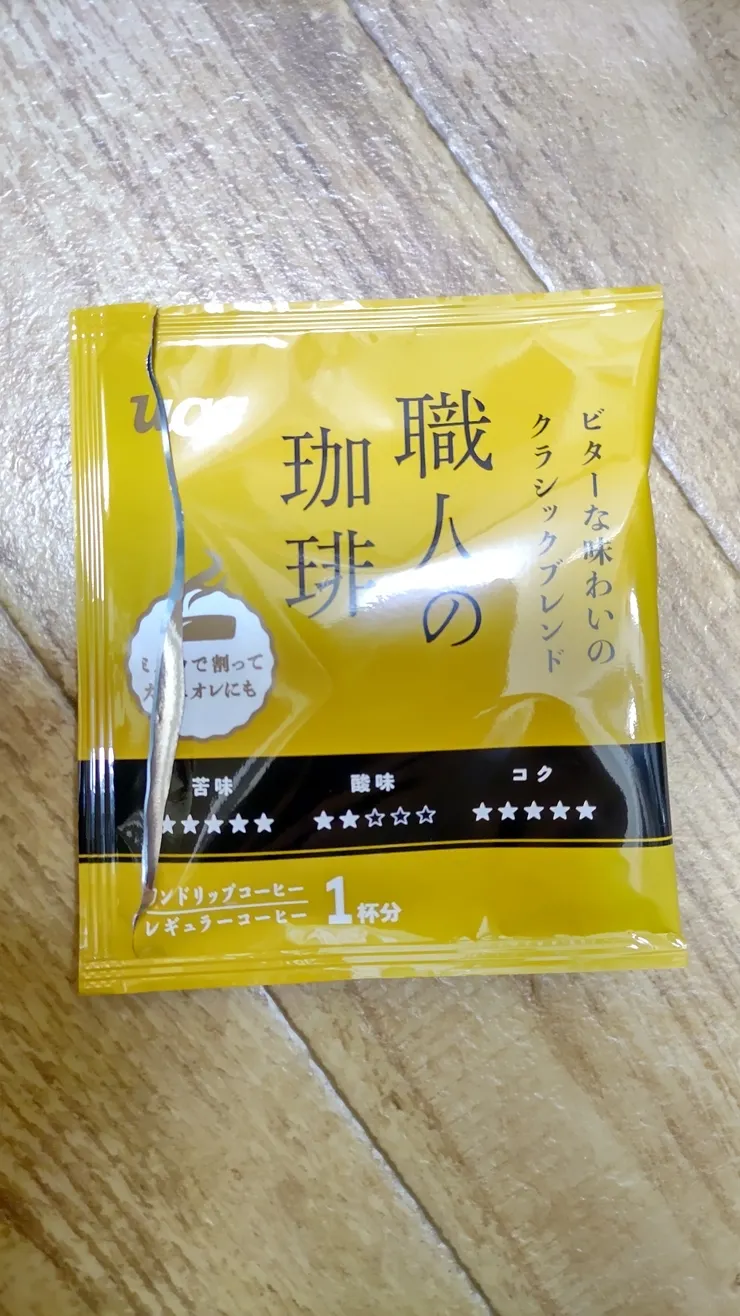 ビターな味わいの
クラシックブレンド
職人の
珈琲
で割って
オレにも
苦味
酸味
コク
★★★★★
★★☆☆☆
★★★★★
ワンドリップコーヒー
レギュラーコーヒー
1杯分